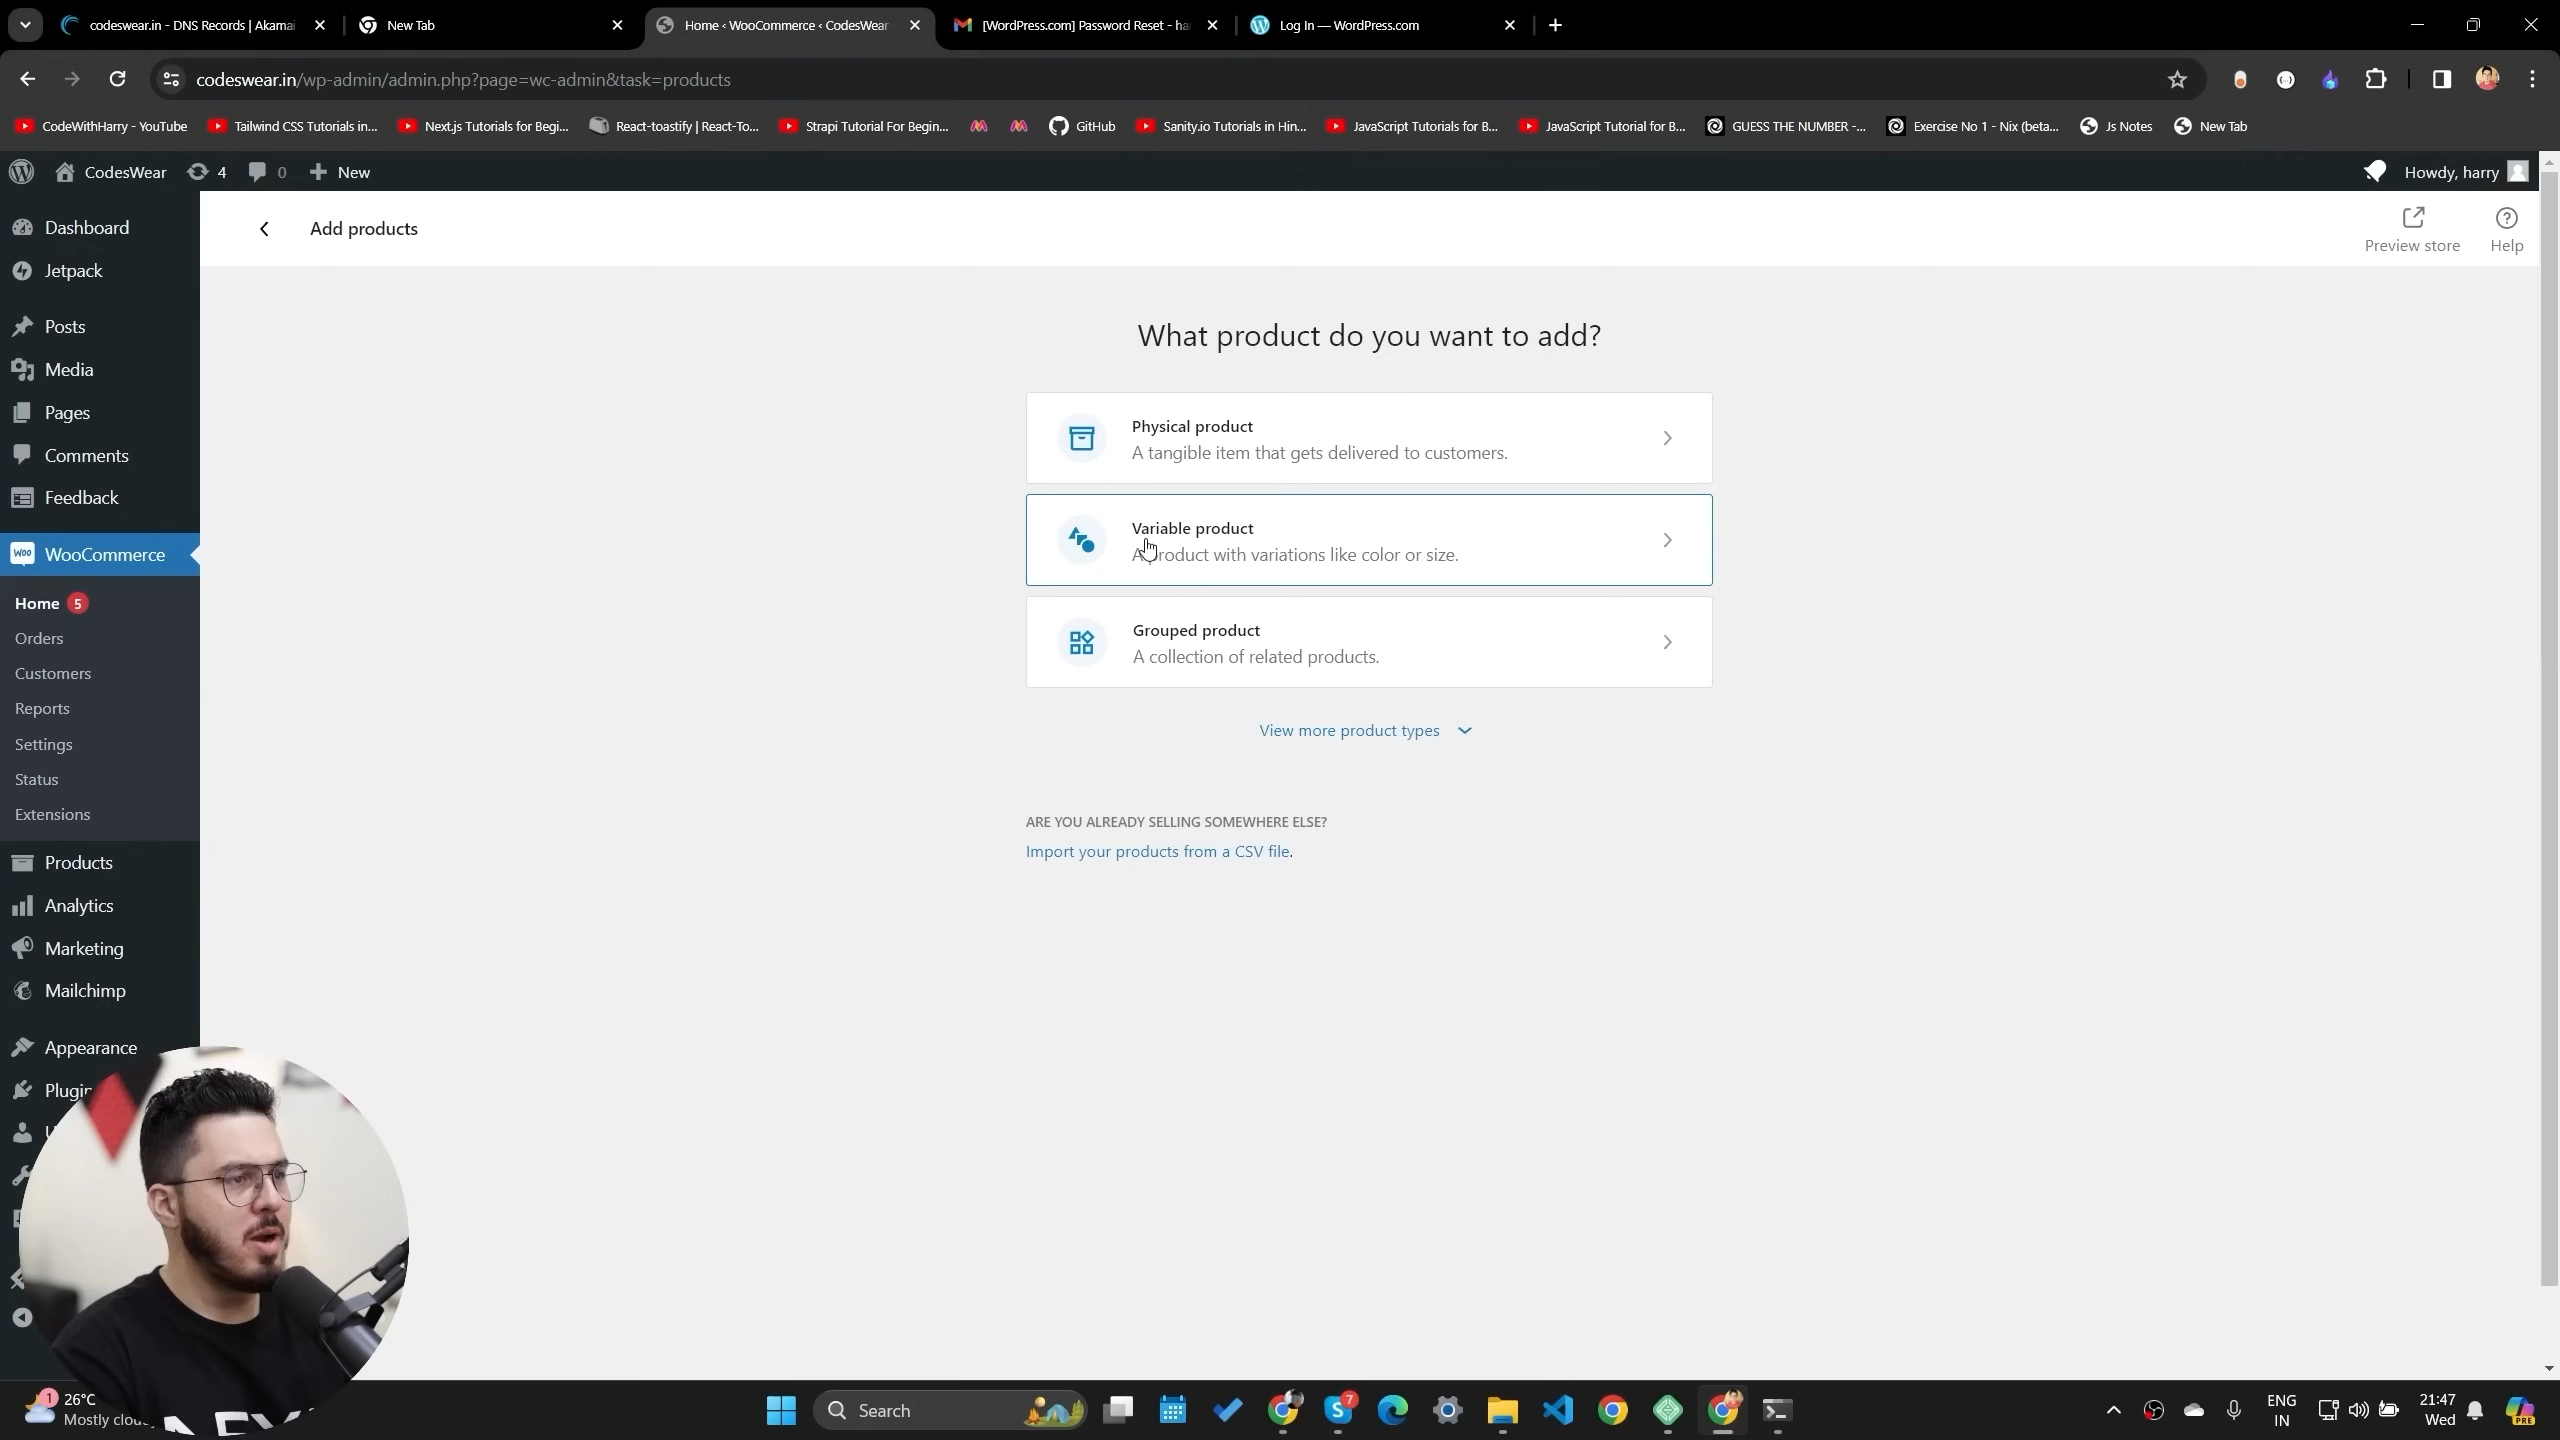 codeswear.in - DNS Records | Akamai
New Tab
Home ‹ WooCommerce ‹ CodesWear
[WordPress.com] Password Reset - ha
Log In — WordPress.com
codeswear.in/wp-admin/admin.php?page=wc-admin&task=products
CodeWithHarry - YouTube
Tailwind CSS Tutorials in...
Next.js Tutorials for Begi...
React-toastify | React-To...
Strapi Tutorial For Begin...
GitHub
Sanity.io Tutorials in Hin...
JavaScript Tutorials for B...
JavaScript Tutorial for B...
GUESS THE NUMBER -...
Exercise No 1 - Nix (beta...
Js Notes
New Tab
CodesWear
4
0
New
Howdy, harry
Dashboard
Jetpack
Posts
Media
Pages
Comments
Feedback
WooCommerce
Home 5
Orders
Customers
Reports
Settings
Status
Extensions
Products
Analytics
Marketing
Mailchimp
Appearance
Add products
Preview store
Help
What product do you want to add?
Physical product
A tangible item that gets delivered to customers.
Variable product
A product with variations like color or size.
Grouped product
A collection of related products.
View more product types
ARE YOU ALREADY SELLING SOMEWHERE ELSE?
Import your products from a CSV file.
1
26°C
Mostly
Search
7
ENG
IN
21:47
Wed
PRE